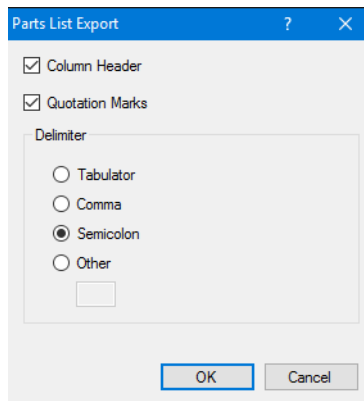 Parts List Export ?
Column Header
Quotation Marks
Delimiter
Tabulator
Comma
Semicolon
Other
OK Cancel